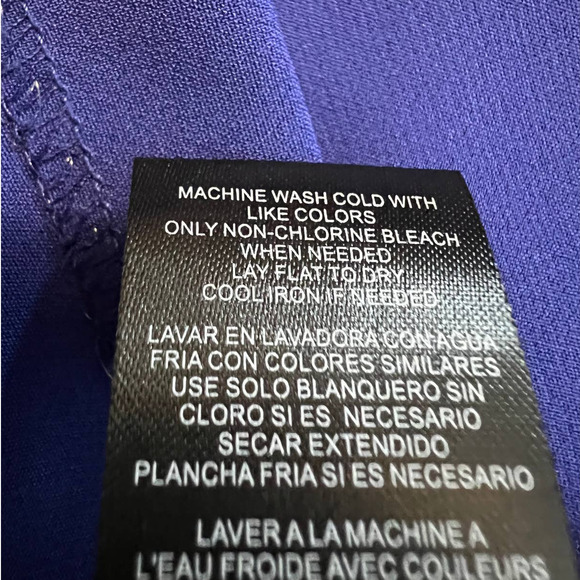 MACHINE WASH COLD WITH
LIKE COLORS
ONLY NON-CHLORINE BLEACH
WHEN NEEDED
LAY FLAT TO DRY
COOL IRON IF NEEDED
LAVAR EN LAVADORA CON AGUA
FRIA CON COLORES SIMILARES
USE SOLO BLANQUERO SIN
CLORO SI ES NECESARIO
SECAR EXTENDIDO
PLANCHA FRIA SI ES NECESARIO
LAVER A LA MACHINE A
L'EAU FROIDE AVEC COULEURS